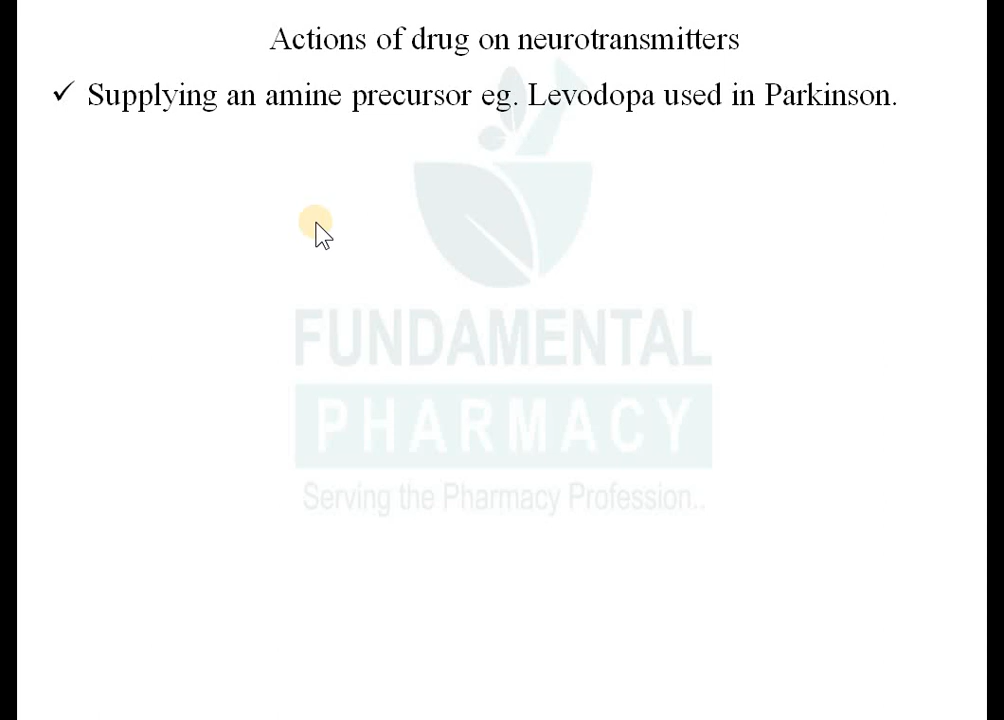 Actions of drug on neurotransmitters
✓ Supplying an amine precursor eg. Levodopa used in Parkinson.
FUNDAMENTAL
PHARMACY
Serving the Pharmacy Profession..